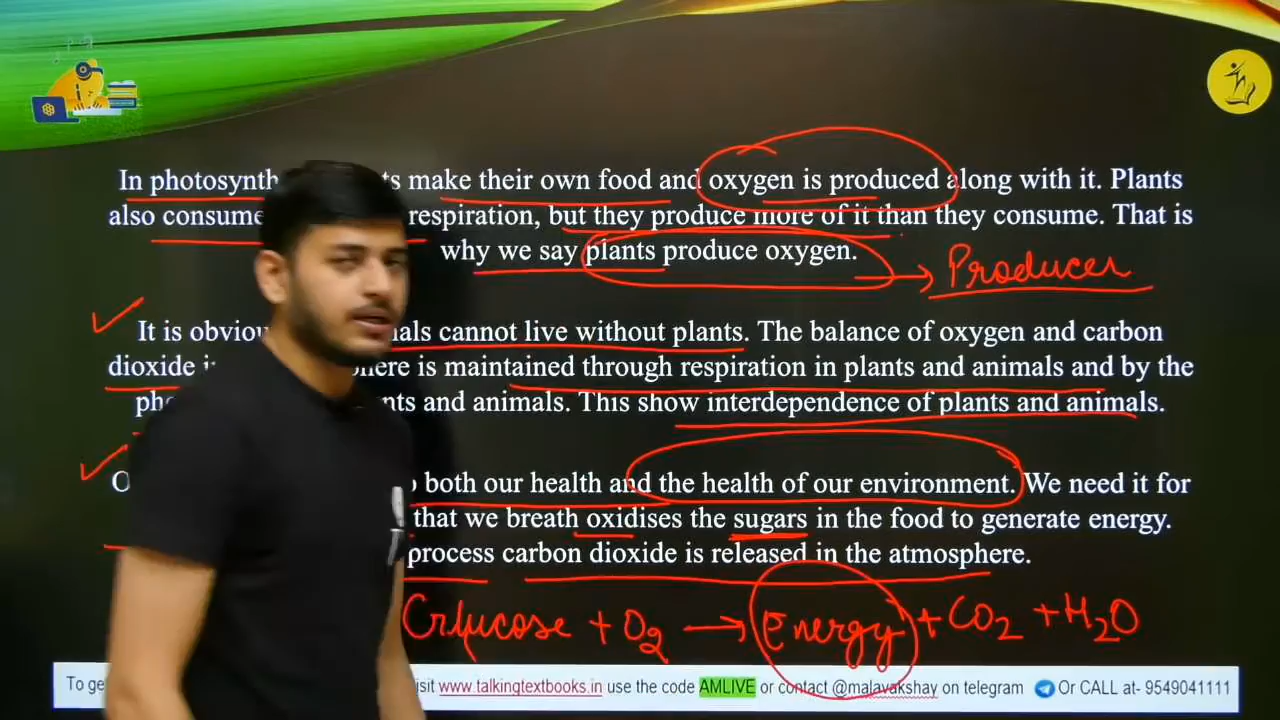 In photosynth ts make their own food and oxygen is produced along with it. Plants
also consume respiration, but they produce more of it than they consume. That is
why we say plants produce oxygen.
Producer
It is obvio als cannot live without plants. The balance of oxygen and carbon
dioxide here is maintained through respiration in plants and animals and by the
nts and animals. This show interdependence of plants and animals.
both our health and the health of our environment. We need it for
that we breath oxidises the sugars in the food to generate energy.
process carbon dioxide is released in the atmosphere.
Glucose + O2 → Energy + CO2 + H2O
To ge isit www.talkingtextbooks.in use the code AMLIVE or contact @malavakshay on telegram Or CALL at- 9549041111